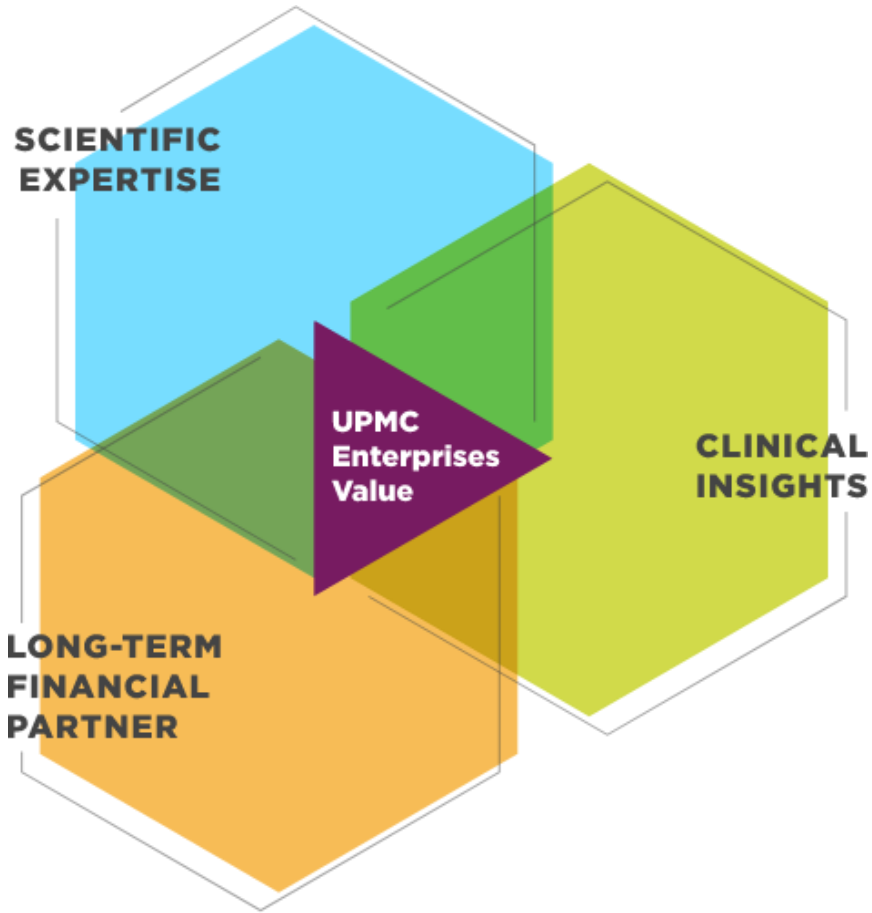 SCIENTIFIC
EXPERTISE
UPMC
Enterprises
Value
CLINICAL
INSIGHTS
LONG-TERM
FINANCIAL
PARTNER